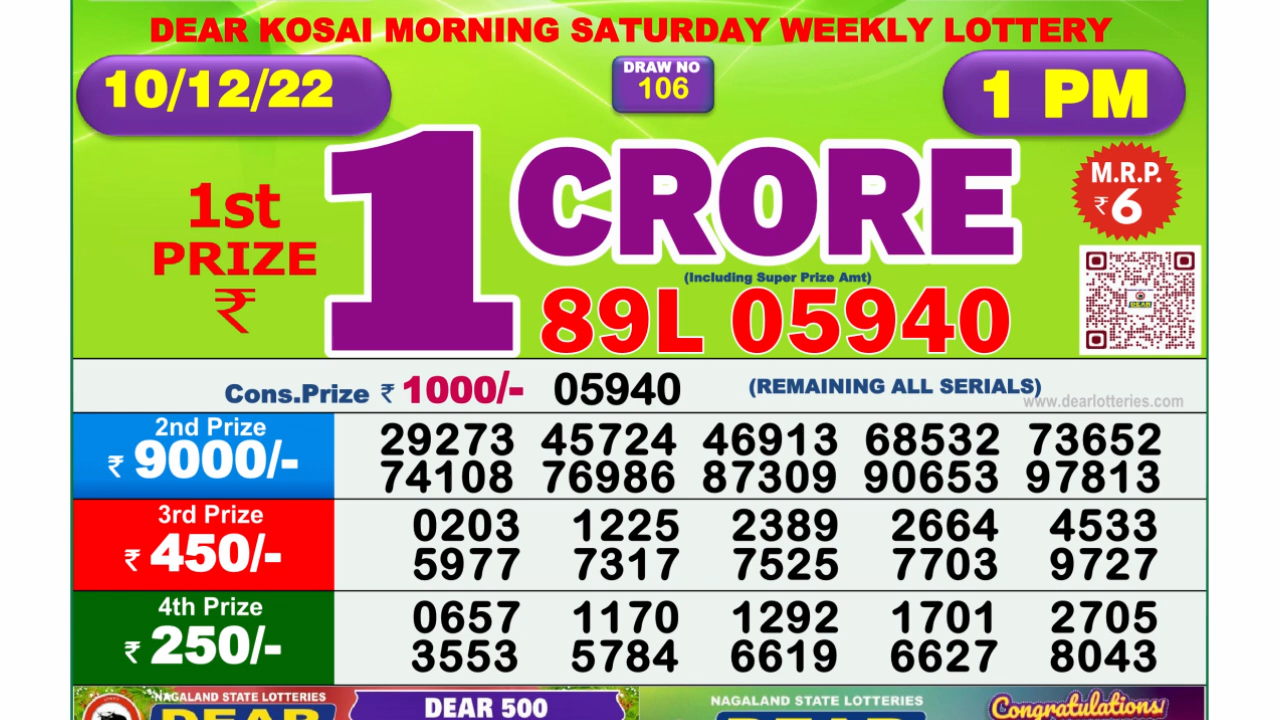 DEAR KOSAI MORNING SATURDAY WEEKLY LOTTERY
10/12/22
DRAW NO
106
1 PM
1st
PRIZE
₹
1 CRORE
M.R.P.
₹ 6
(Including Super Prize Amt)
89L 05940
DEAR
Cons.Prize ₹ 1000/- 05940 (REMAINING ALL SERIALS)
www.dearlotteries.com
2nd Prize
₹ 9000/-
29273 45724 46913 68532 73652
74108 76986 87309 90653 97813
3rd Prize
₹ 450/-
0203 1225 2389 2664 4533
5977 7317 7525 7703 9727
4th Prize
₹ 250/-
0657 1170 1292 1701 2705
3553 5784 6619 6627 8043
NAGALAND STATE LOTTERIES
DEAR
DEAR 500
NAGALAND STATE LOTTERIES
DEAR
Congratulations!